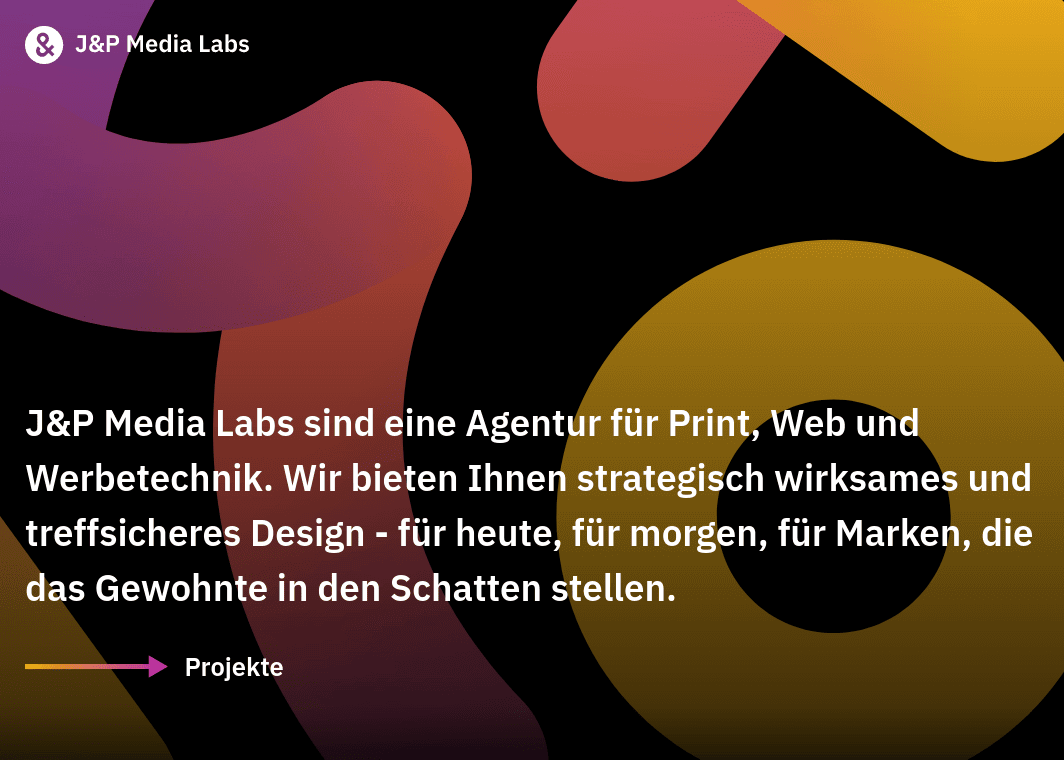 & J&P Media Labs
J&P Media Labs sind eine Agentur für Print, Web und
Werbetechnik. Wir bieten Ihnen strategisch wirksames und
treffsicheres Design - für heute, für morgen, für Marken, die
das Gewohnte in den Schatten stellen.
Projekte